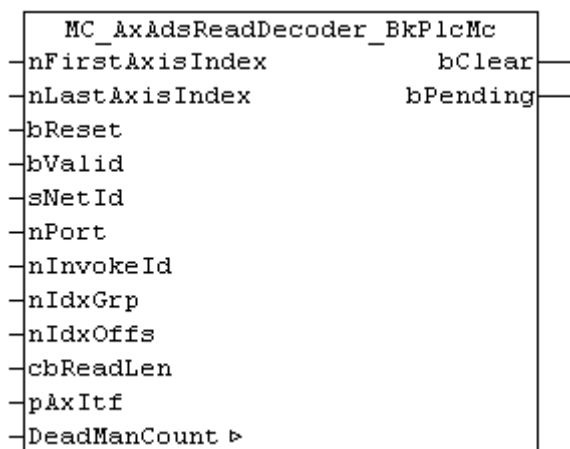 MC_AxAdsReadDecoder_BkPlcMc
nFirstAxisIndex bClear
nLastAxisIndex bPending
bReset
bValid
sNetId
nPort
nInvokeId
nIdxGrp
nIdxOffs
cbReadLen
pAxItf
DeadManCount ▷